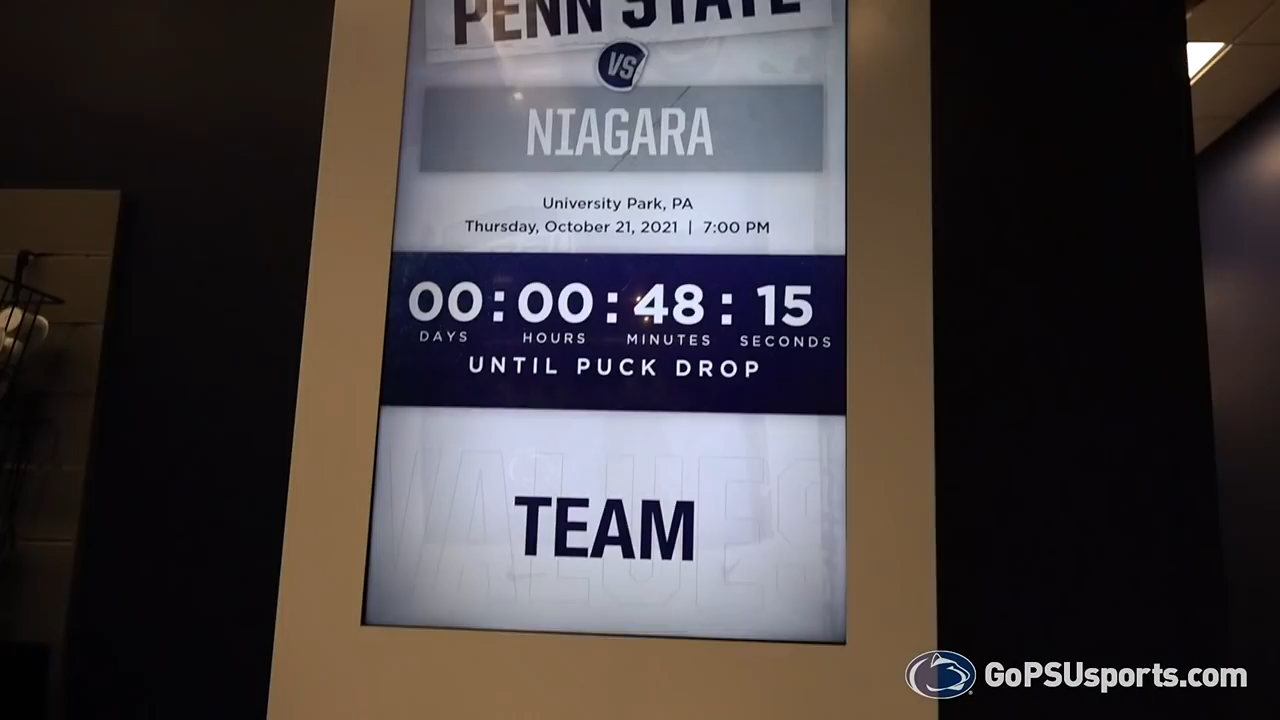 PENN STATE
VS
NIAGARA
University Park, PA
Thursday, October 21, 2021 | 7:00 PM
00 : 00 : 48 : 15
DAYS HOURS MINUTES SECONDS
UNTIL PUCK DROP
VALUES
TEAM
GoPSUsports.com